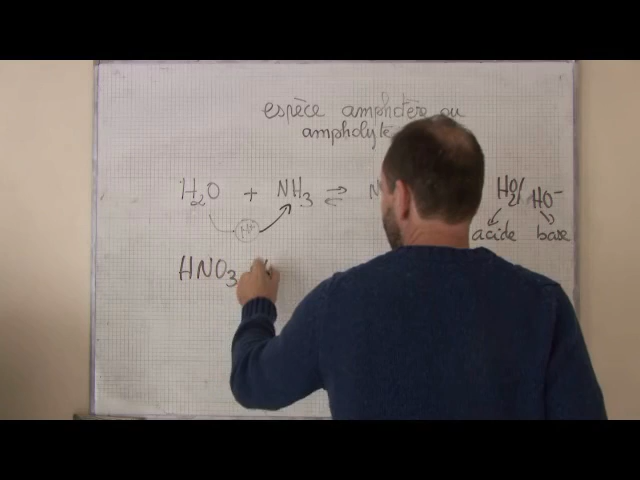 espèce amphotère ou
ampholyte
H₂O + NH₃ ⇌ N
H₂O/HO⁻
H⁺
acide base
HNO₃